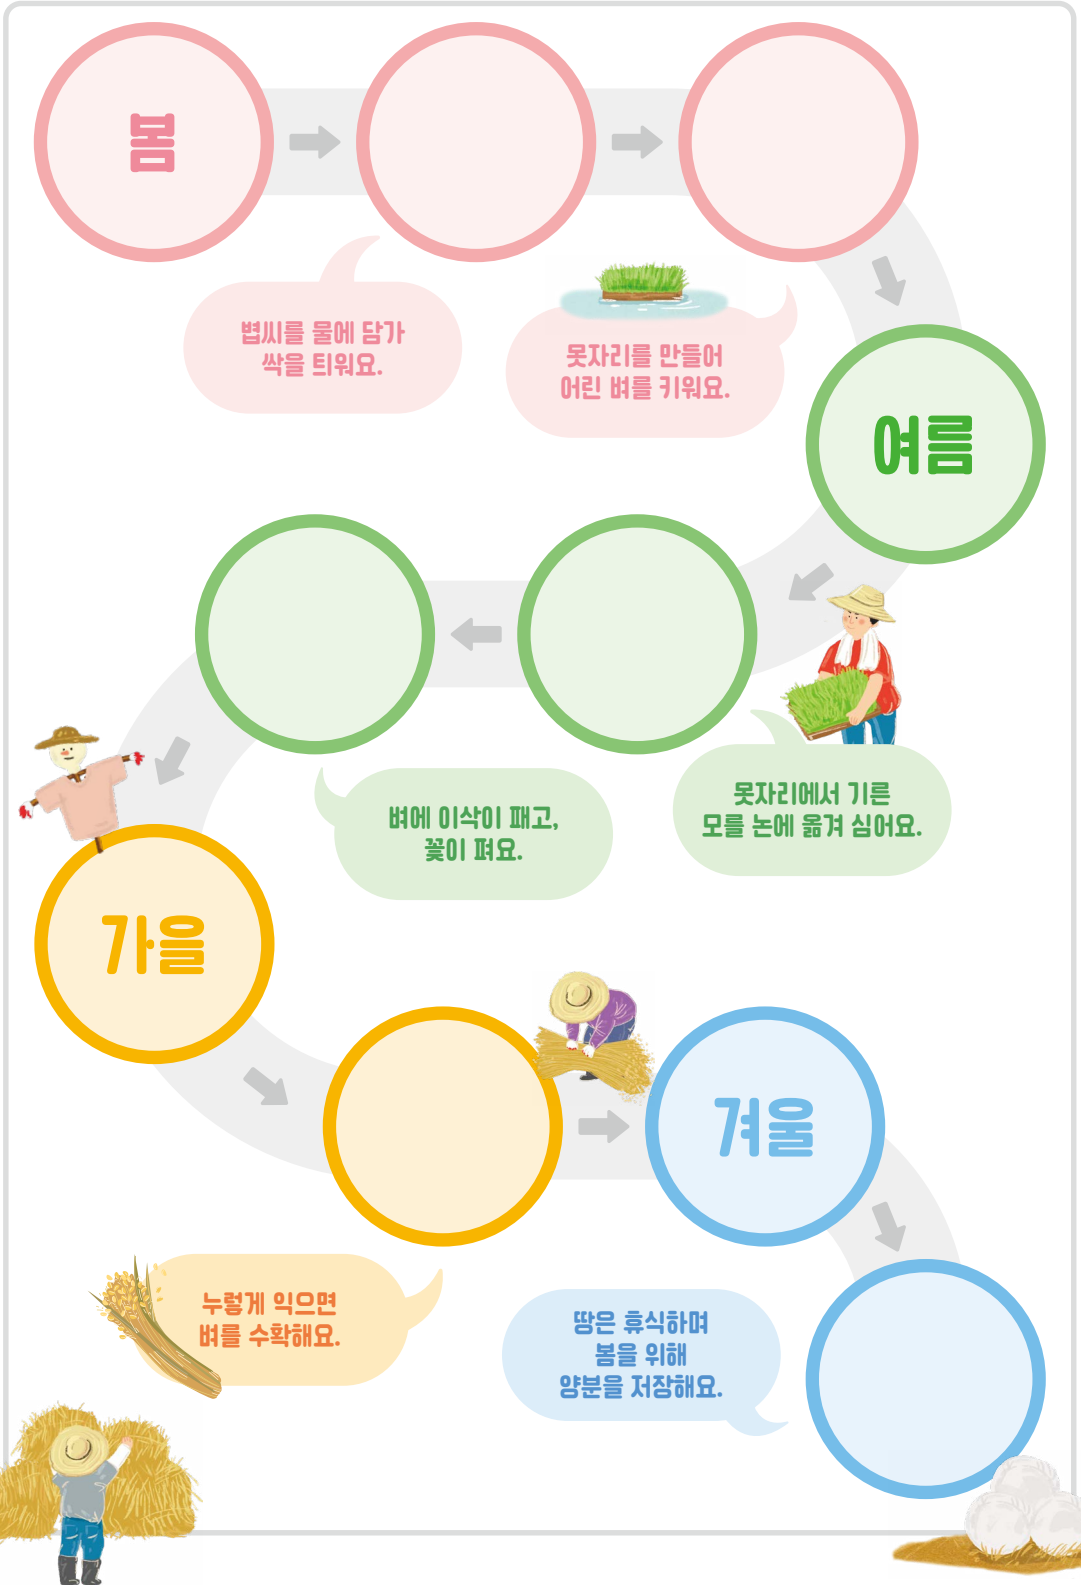 봄
볍씨를 물에 담가
싹을 틔워요.
못자리를 만들어
어린 벼를 키워요.
여름
못자리에서 기른
모를 논에 옮겨 심어요.
벼에 이삭이 패고,
꽃이 펴요.
가을
누렇게 익으면
벼를 수확해요.
겨울
땅은 휴식하며
봄을 위해
양분을 저장해요.